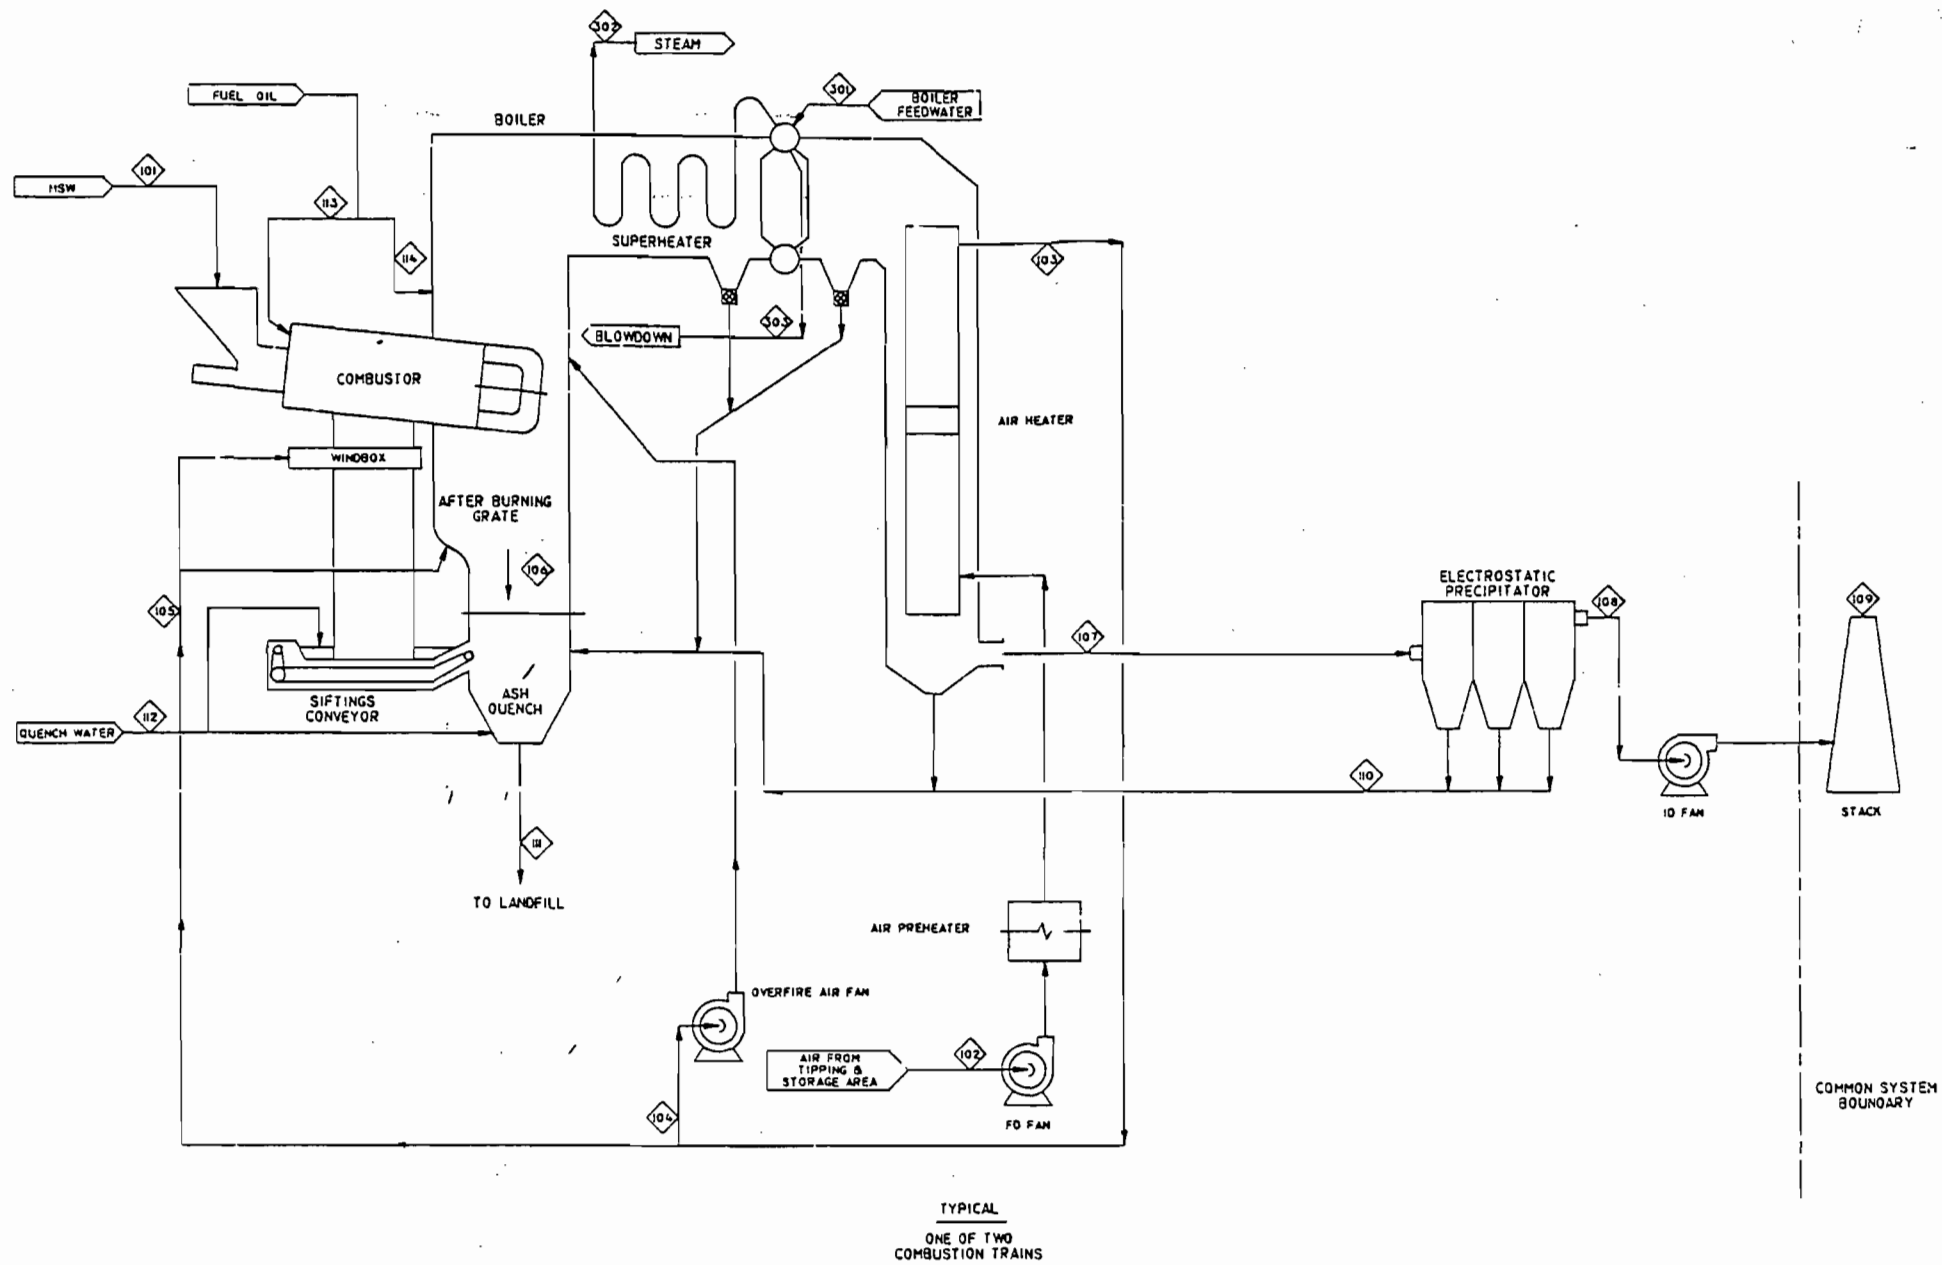 302
STEAM
FUEL OIL
301
BOILER
FEEDWATER
BOILER
101
MSW
113
114
SUPERHEATER
103
303
BLOWDOWN
COMBUSTOR
AIR HEATER
WINDBOX
AFTER BURNING
GRATE
106
105
ELECTROSTATIC
PRECIPITATOR
108
109
107
SIFTINGS
CONVEYOR
ASH
QUENCH
112
QUENCH WATER
110
ID FAN
STACK
111
TO LANDFILL
AIR PREHEATER
OVERFIRE AIR FAN
AIR FROM
TIPPING &
STORAGE AREA
102
FD FAN
104
COMMON SYSTEM
BOUNDARY
TYPICAL
ONE OF TWO
COMBUSTION TRAINS